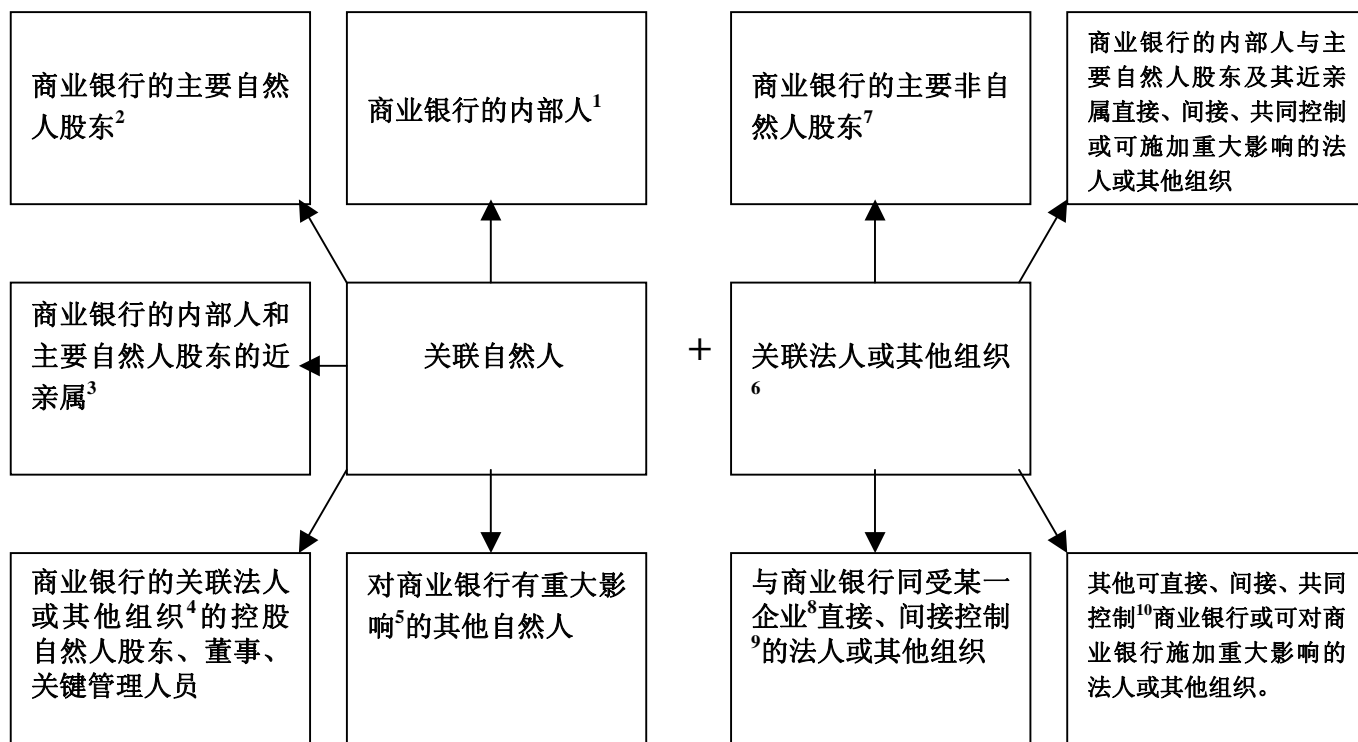 商业银行的主要自然
人股东2
商业银行的内部人1
商业银行的主要非自
然人股东7
商业银行的内部人与主
要自然人股东及其近亲
属直接、间接、共同控制
或可施加重大影响的法
人或其他组织
商业银行的内部人和
主要自然人股东的近
亲属3
关联自然人
+
关联法人或其他组织
6
商业银行的关联法人
或其他组织4的控股
自然人股东、董事、
关键管理人员
对商业银行有重大影
响5的其他自然人
与商业银行同受某一
企业8直接、间接控制
9的法人或其他组织
其他可直接、间接、共同
控制10商业银行或可对商
业银行施加重大影响的
法人或其他组织。